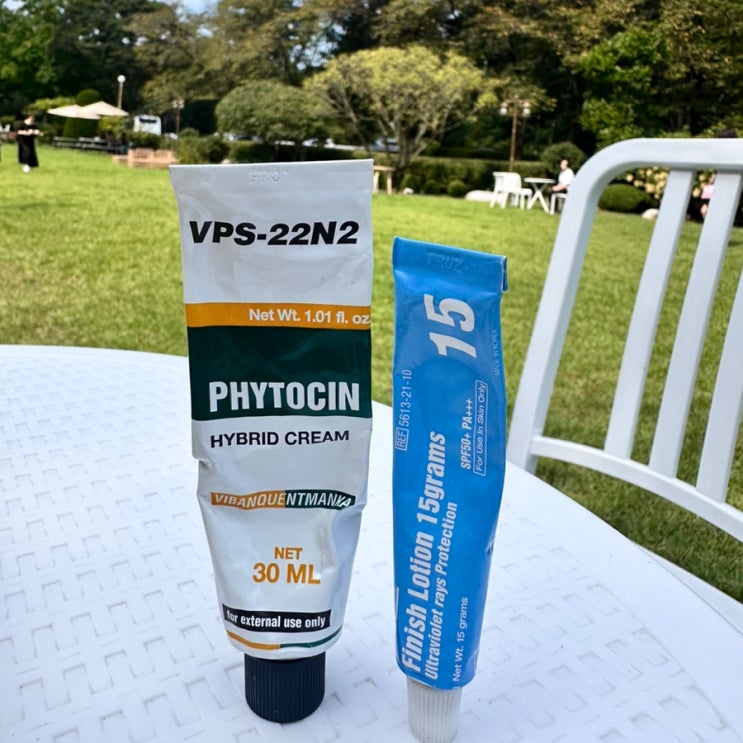 FR01
VPS-22N2
Net Wt. 1.01 fl. oz
PHYTOCIN
HYBRID CREAM
VIBANQUENTMANKA
NET
30 ML
for external use only
FR02
15
MADE IN KOREA
REF 5613-21-10
SPF50+ PA+++
For Use In Skin Only
Finish Lotion 15grams
Ultraviolet rays Protection
Net Wt. 15 grams